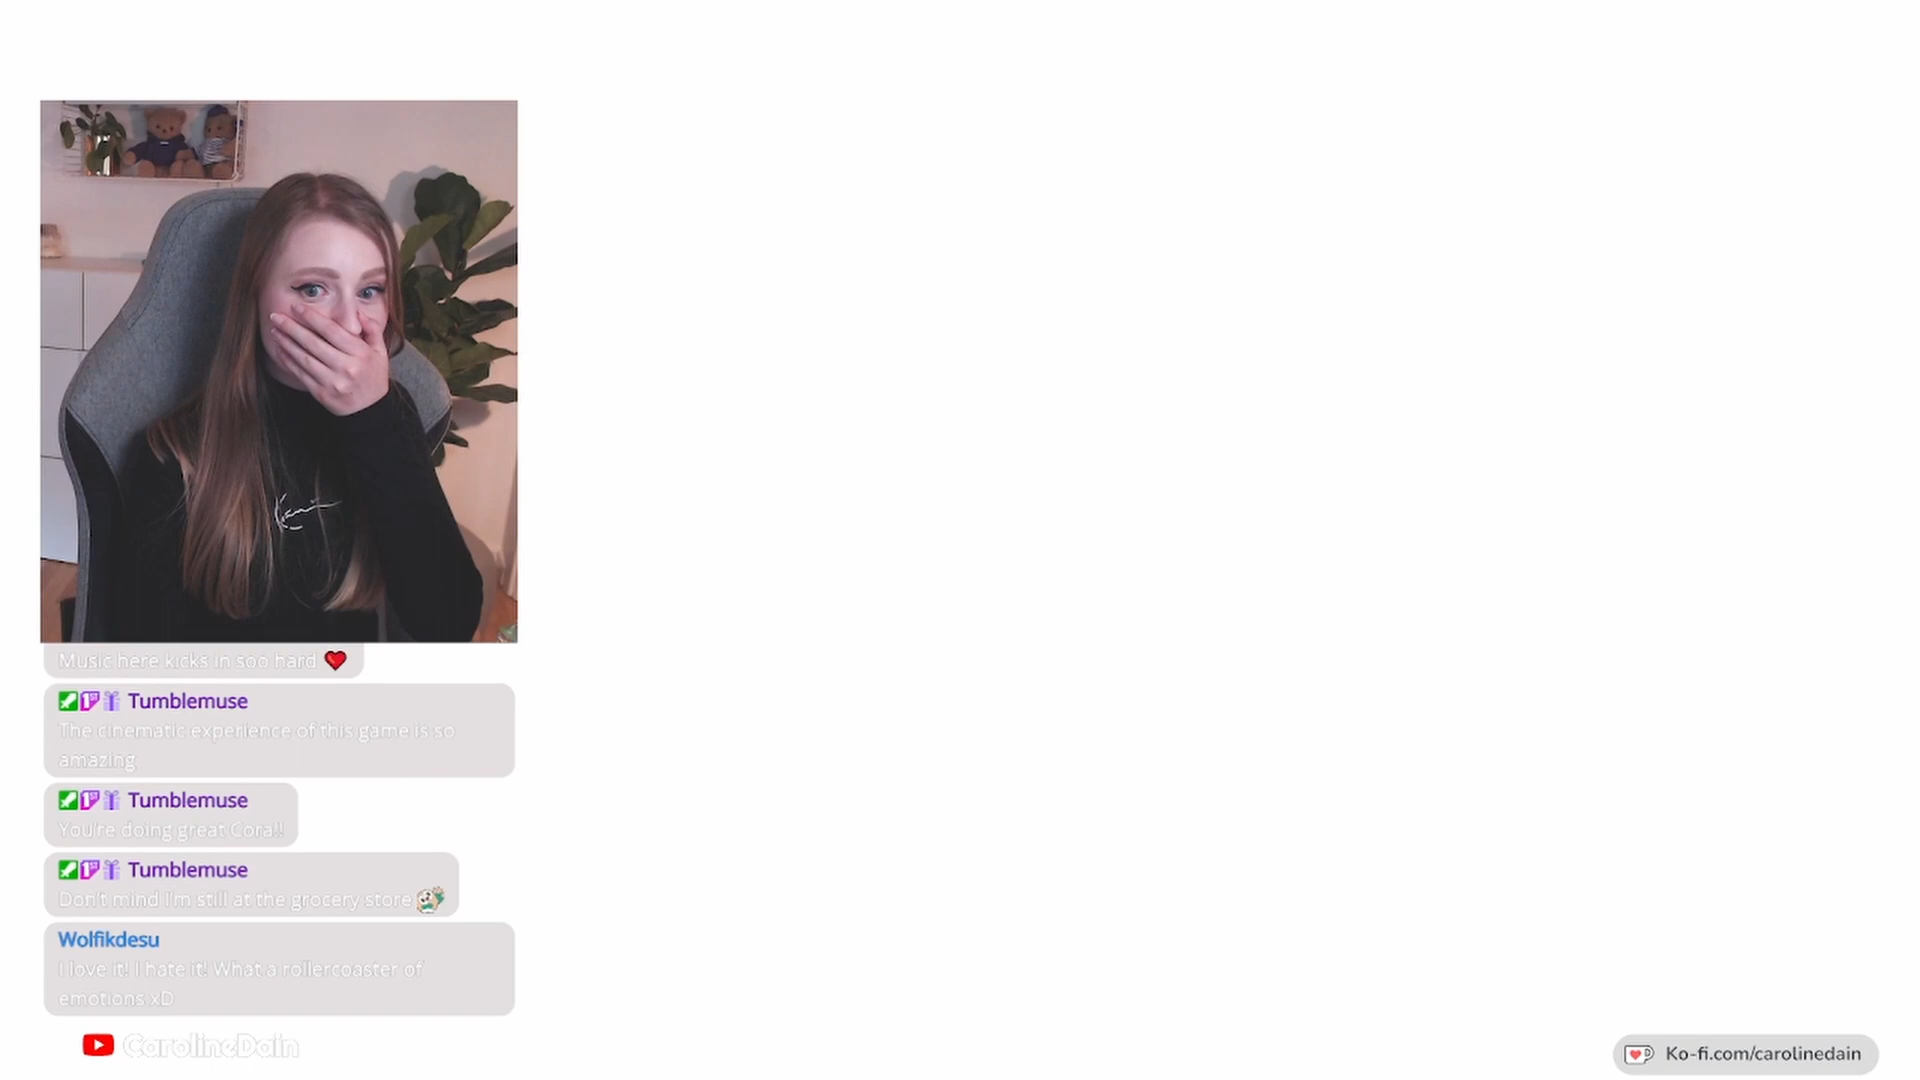 Music here kicks in soo hard
Tumblemuse
The cinematic experience of this game is so
amazing
Tumblemuse
You're doing great Cora!!
Tumblemuse
Don't mind I'm still at the grocery store
Wolfikdesu
I love it! I hate it! What a rollercoaster of
emotions xD
CarolineDain
Ko-fi.com/carolinedain